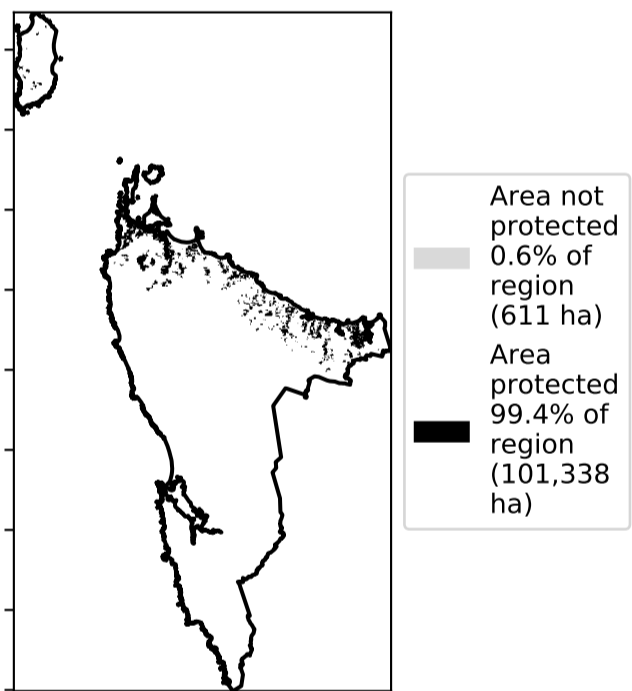 Area not
protected
0.6% of
region
(611 ha)
Area
protected
99.4% of
region
(101,338
ha)